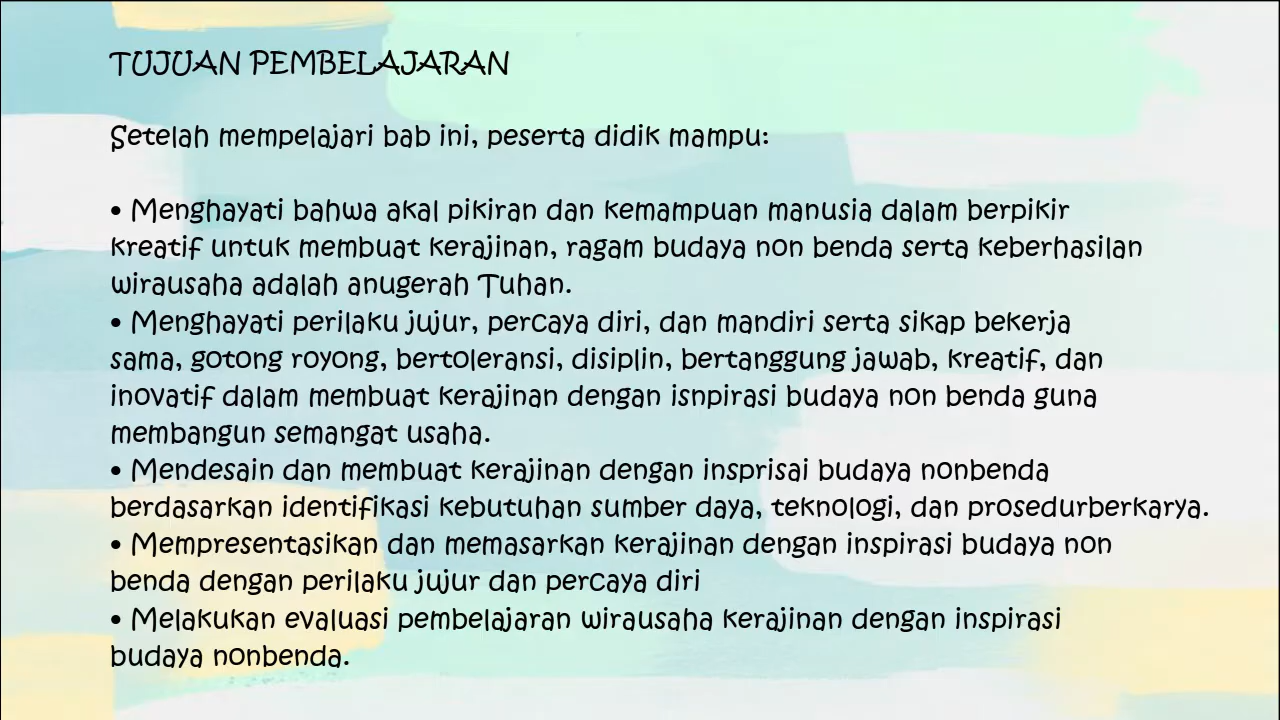 TUJUAN PEMBELAJARAN
Setelah mempelajari bab ini, peserta didik mampu:
• Menghayati bahwa akal pikiran dan kemampuan manusia dalam berpikir
kreatif untuk membuat kerajinan, ragam budaya non benda serta keberhasilan
wirausaha adalah anugerah Tuhan.
• Menghayati perilaku jujur, percaya diri, dan mandiri serta sikap bekerja
sama, gotong royong, bertoleransi, disiplin, bertanggung jawab, kreatif, dan
inovatif dalam membuat kerajinan dengan isnpirasi budaya non benda guna
membangun semangat usaha.
• Mendesain dan membuat kerajinan dengan insprisai budaya nonbenda
berdasarkan identifikasi kebutuhan sumber daya, teknologi, dan prosedurberkarya.
• Mempresentasikan dan memasarkan kerajinan dengan inspirasi budaya non
benda dengan perilaku jujur dan percaya diri
• Melakukan evaluasi pembelajaran wirausaha kerajinan dengan inspirasi
budaya nonbenda.